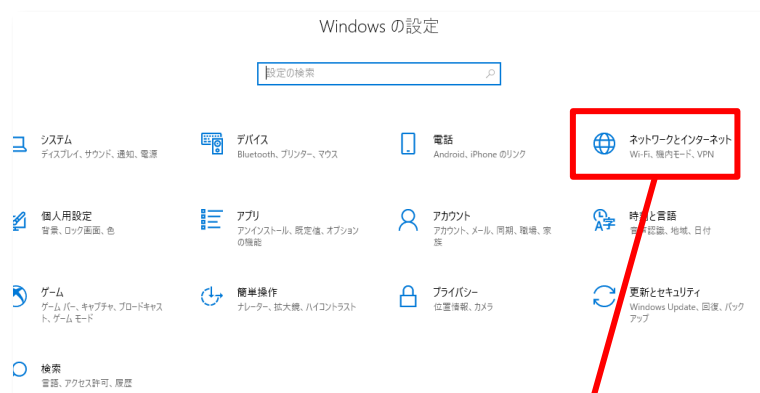 Windows の設定
設定の検索
システム
ディスプレイ、サウンド、通知、電源
デバイス
Bluetooth、プリンター、マウス
電話
Android、iPhone のリンク
ネットワークとインターネット
Wi-Fi、機内モード、VPN
個人用設定
背景、ロック画面、色
アプリ
アンインストール、既定値、オプション
の機能
アカウント
アカウント、メール、同期、職場、家
族
時刻と言語
音声認識、地域、日付
ゲーム
ゲーム バー、キャプチャ、ブロードキャス
ト、ゲーム モード
簡単操作
ナレーター、拡大鏡、ハイコントラスト
プライバシー
位置情報、カメラ
更新とセキュリティ
Windows Update、回復、バック
アップ
検索
言語、アクセス許可、履歴